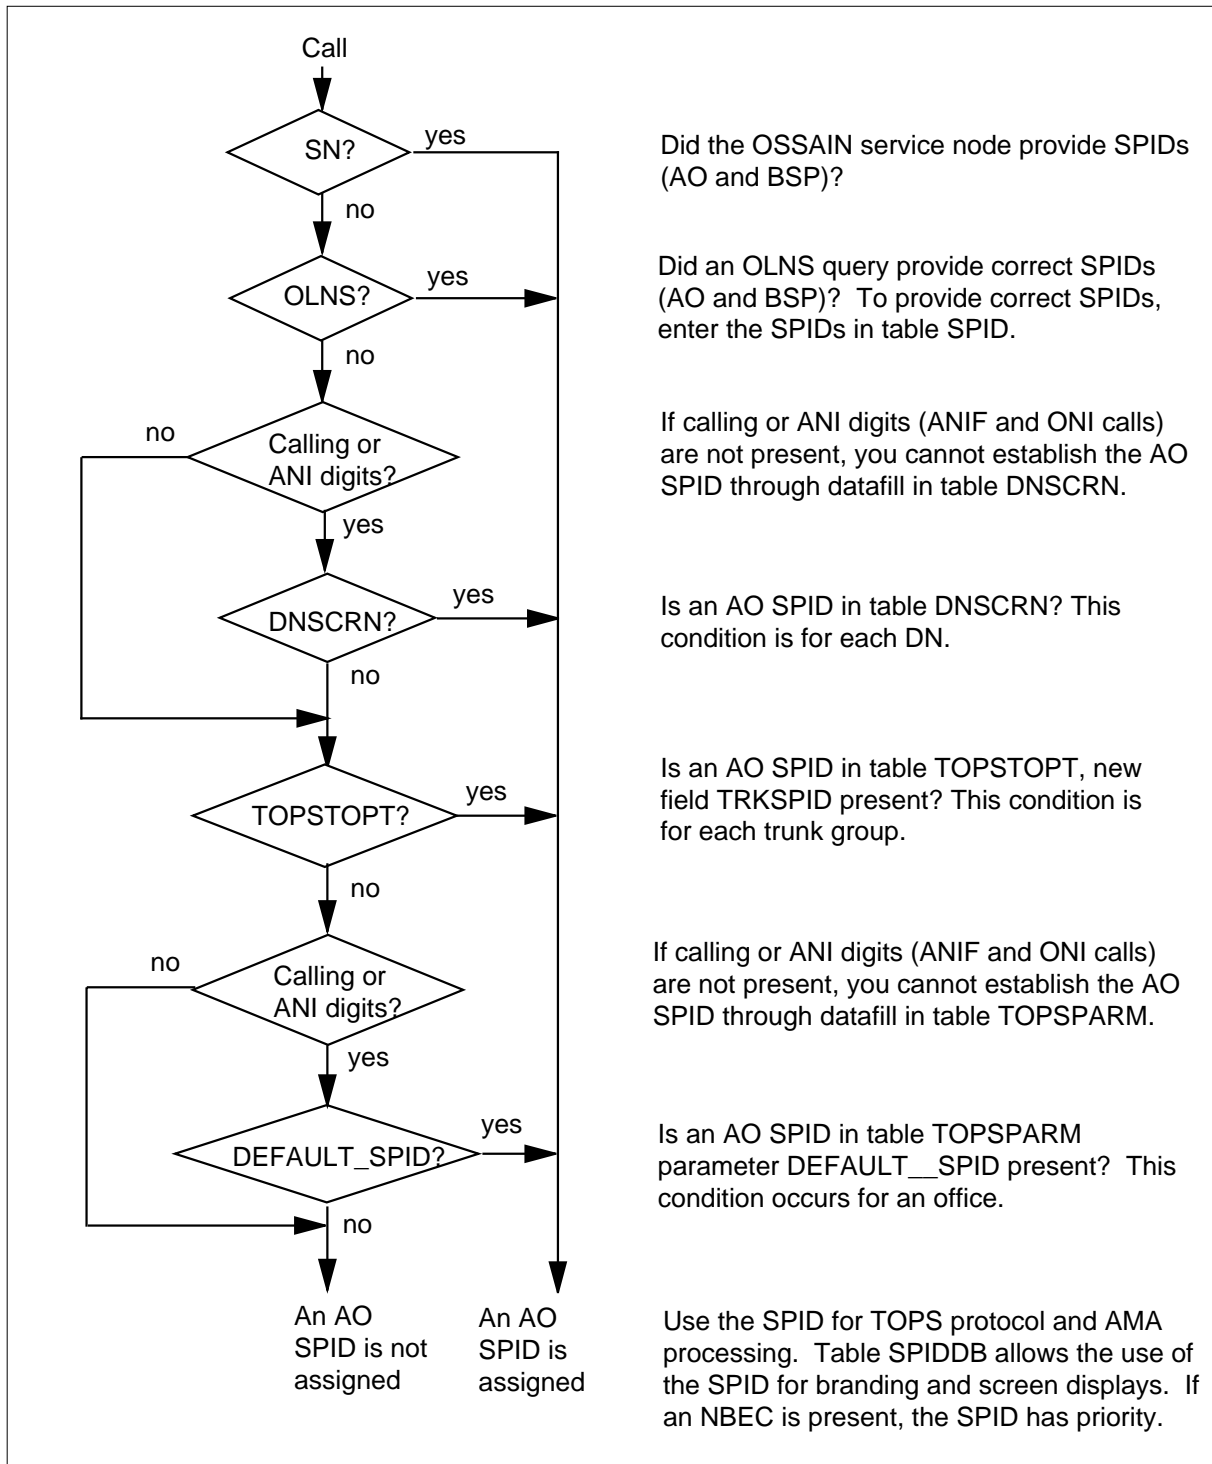 Call
SN?
yes
no
Did the OSSAIN service node provide SPIDs
(AO and BSP)?
OLNS?
yes
no
Did an OLNS query provide correct SPIDs
(AO and BSP)?  To provide correct SPIDs,
enter the SPIDs in table SPID.
no
Calling or
ANI digits?
yes
If calling or ANI digits (ANIF and ONI calls)
are not present, you cannot establish the AO
SPID through datafill in table DNSCRN.
DNSCRN?
yes
no
Is an AO SPID in table DNSCRN? This
condition is for each DN.
TOPSTOPT?
yes
no
Is an AO SPID in table TOPSTOPT, new
field TRKSPID present? This condition is
for each trunk group.
no
Calling or
ANI digits?
yes
If calling or ANI digits (ANIF and ONI calls)
are not present, you cannot establish the AO
SPID through datafill in table TOPSPARM.
DEFAULT_SPID?
yes
no
Is an AO SPID in table TOPSPARM
parameter DEFAULT__SPID present?  This
condition occurs for an office.
An AO
SPID is not
assigned
An AO
SPID is
assigned
Use the SPID for TOPS protocol and AMA
processing.  Table SPIDDB allows the use of
the SPID for branding and screen displays.  If
an NBEC is present, the SPID has priority.